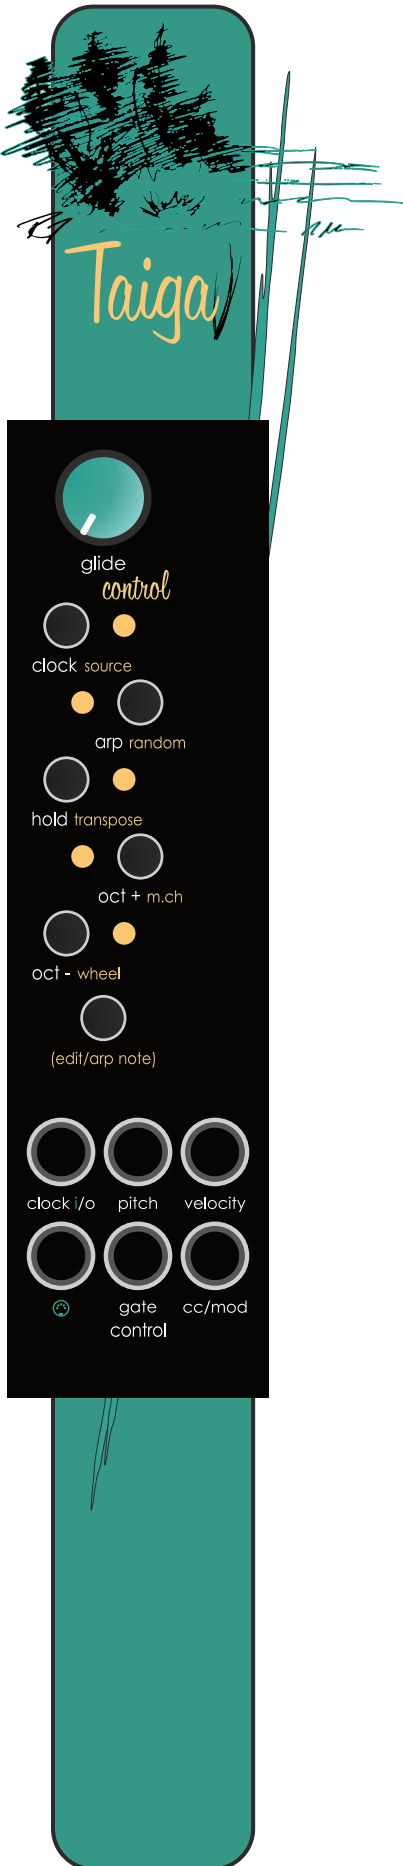 Taiga
glide
control
clock source
arp random
hold transpose
oct + m.ch
oct - wheel
(edit/arp note)
clock i/o pitch velocity
gate cc/mod
control